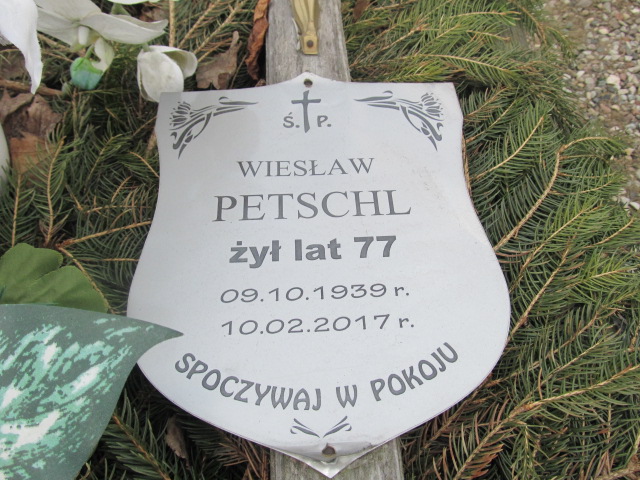 Ś. P.
WIESŁAW
PETSCHL
żył lat 77
09.10.1939 r.
10.02.2017 r.
SPOCZYWAJ W POKOJU